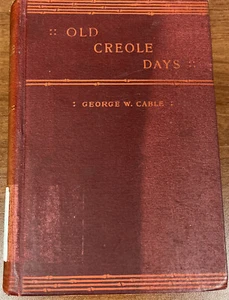 :: OLD
CREOLE
DAYS ::
: GEORGE W. CABLE :